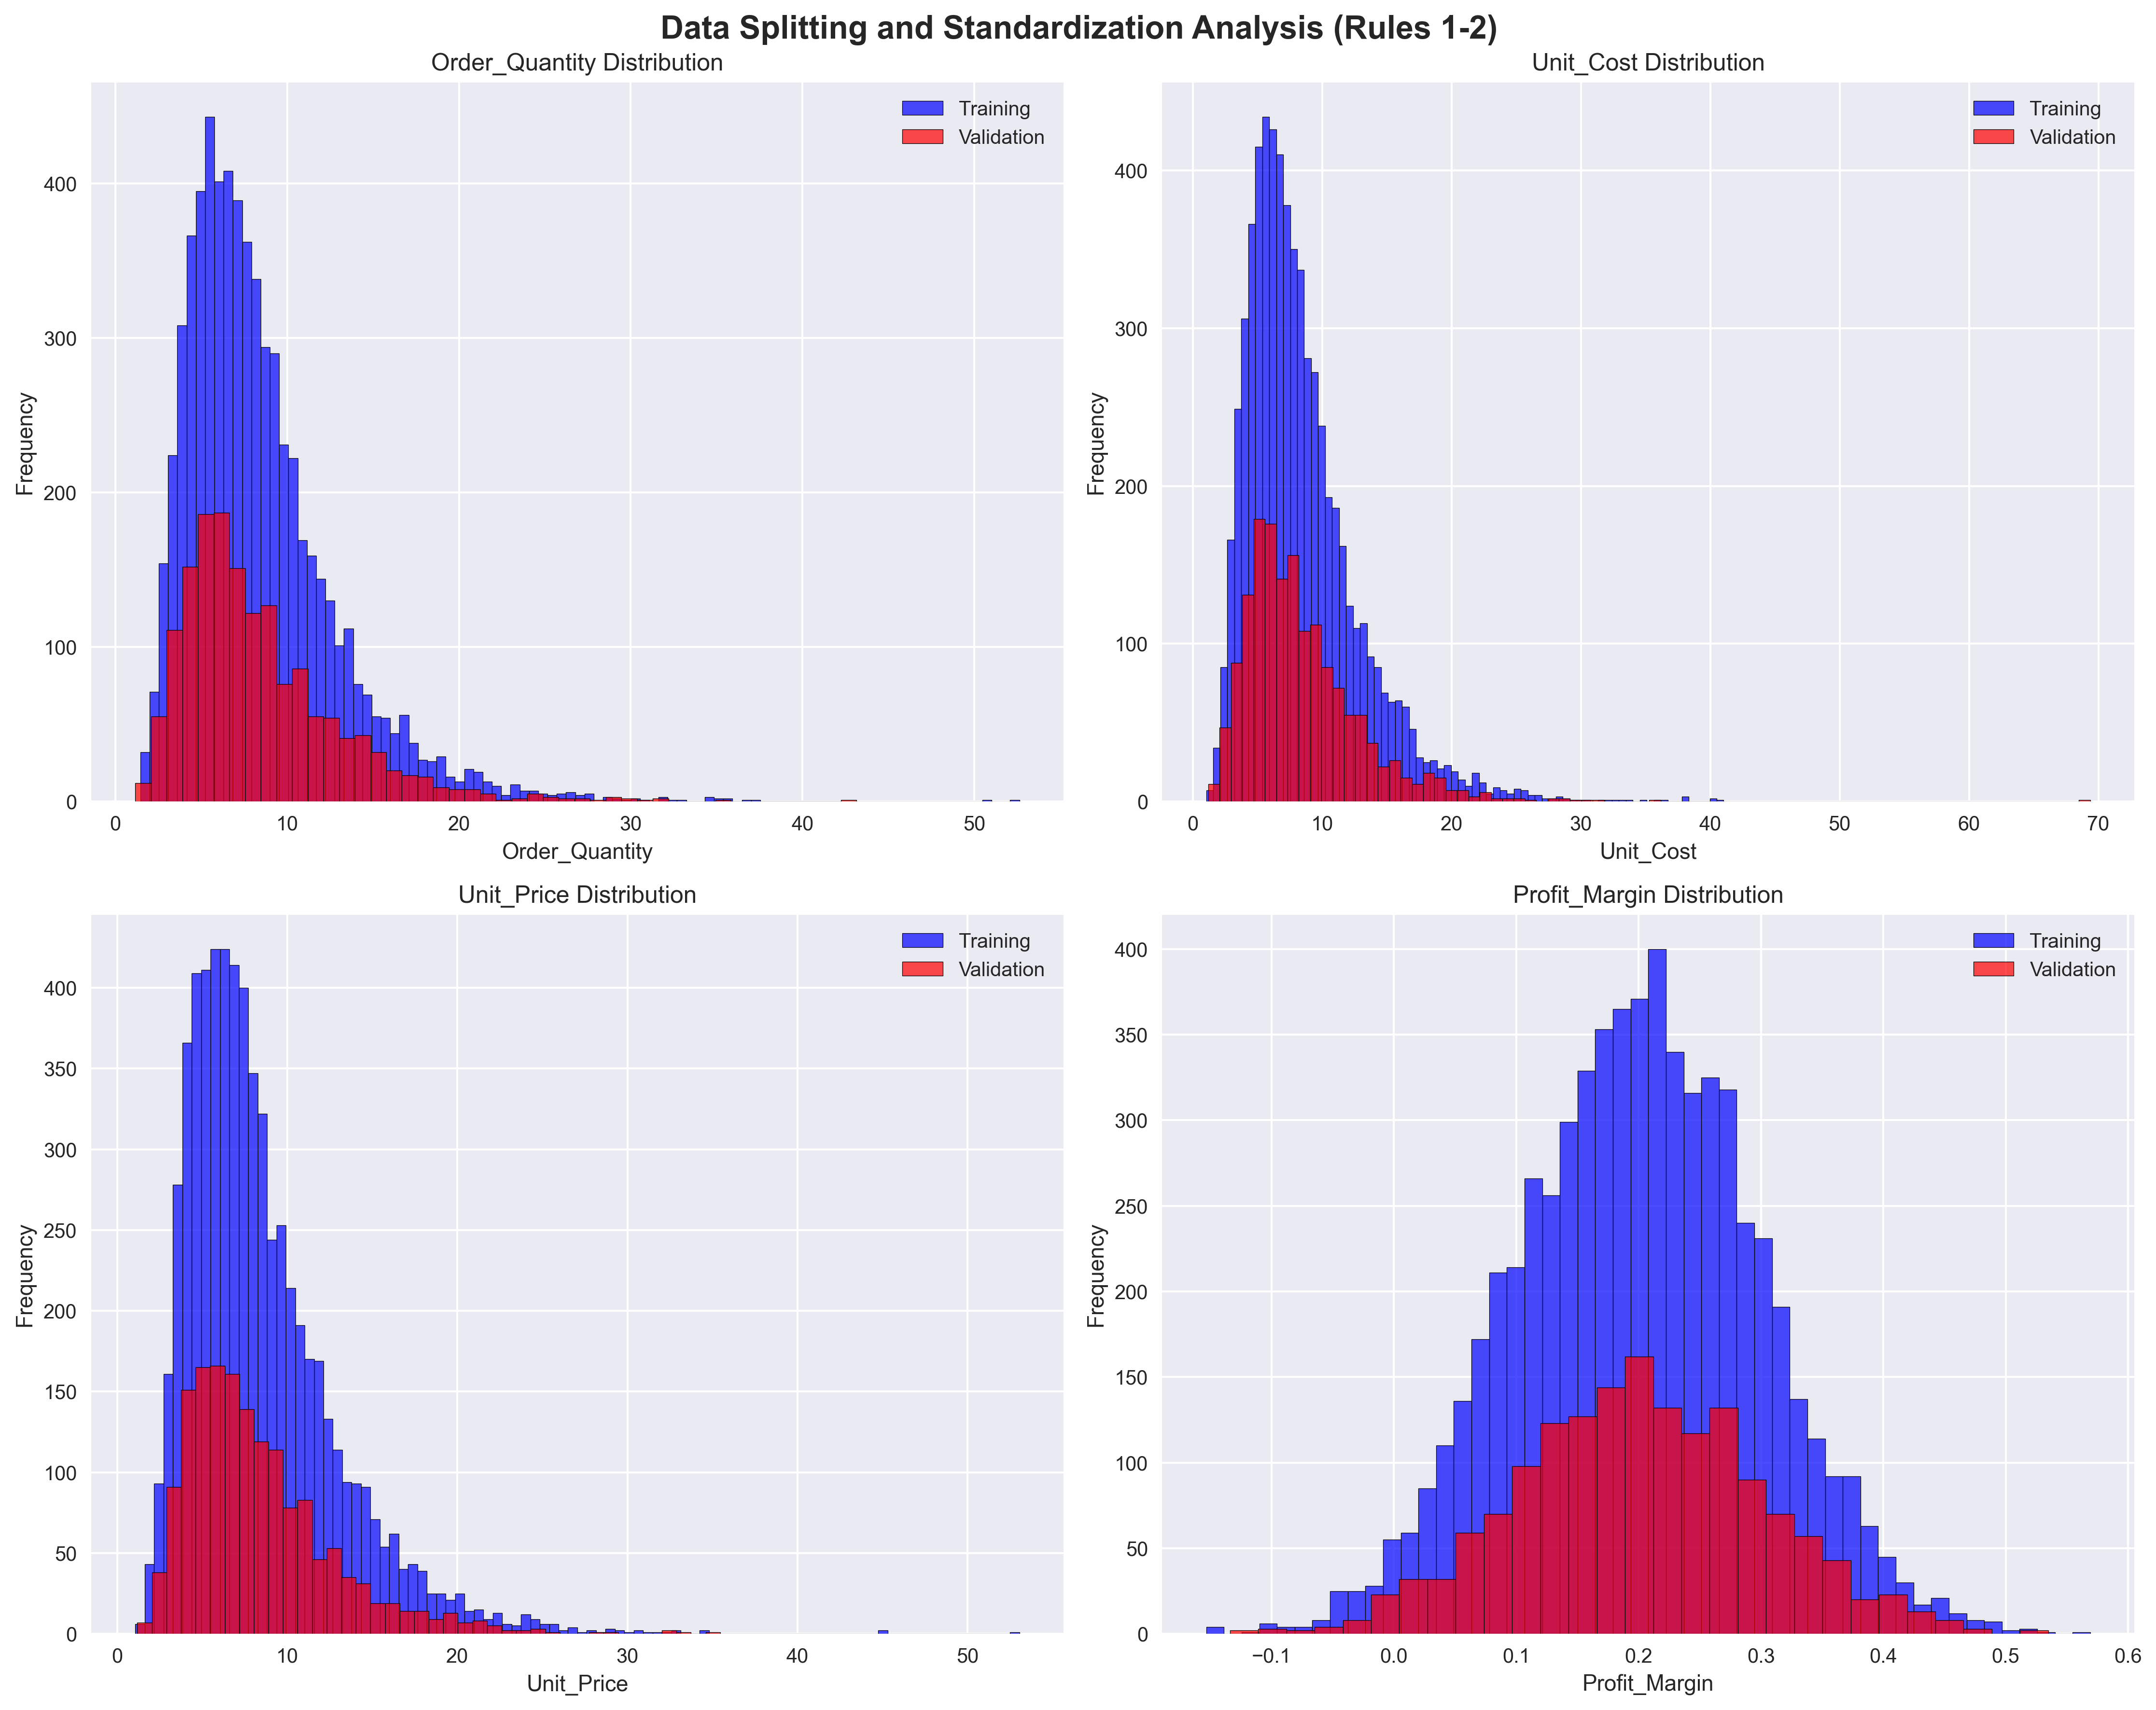 Data Splitting and Standardization Analysis (Rules 1-2)
Order_Quantity Distribution
Training
Validation
400
300
200
100
0
Frequency
0 10 20 30 40 50
Order_Quantity
Unit_Cost Distribution
Training
Validation
400
300
200
100
0
Frequency
0 10 20 30 40 50 60 70
Unit_Cost
Unit_Price Distribution
Training
Validation
400
350
300
250
200
150
100
50
0
Frequency
0 10 20 30 40 50
Unit_Price
Profit_Margin Distribution
Training
Validation
400
350
300
250
200
150
100
50
0
Frequency
−0.1 0.0 0.1 0.2 0.3 0.4 0.5 0.6
Profit_Margin